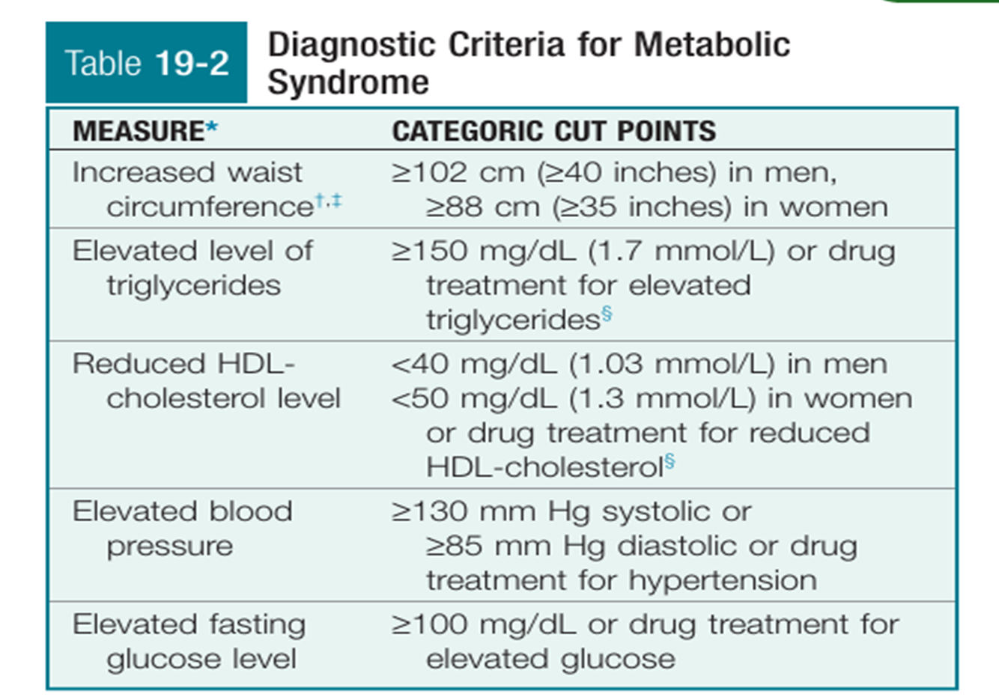 Table 19-2
Diagnostic Criteria for Metabolic
Syndrome
MEASURE* CATEGORIC CUT POINTS
Increased waist
circumference†,‡
≥102 cm (≥40 inches) in men,
≥88 cm (≥35 inches) in women
Elevated level of
triglycerides
≥150 mg/dL (1.7 mmol/L) or drug
treatment for elevated
triglycerides§
Reduced HDL-
cholesterol level
<40 mg/dL (1.03 mmol/L) in men
<50 mg/dL (1.3 mmol/L) in women
or drug treatment for reduced
HDL-cholesterol§
Elevated blood
pressure
≥130 mm Hg systolic or
≥85 mm Hg diastolic or drug
treatment for hypertension
Elevated fasting
glucose level
≥100 mg/dL or drug treatment for
elevated glucose